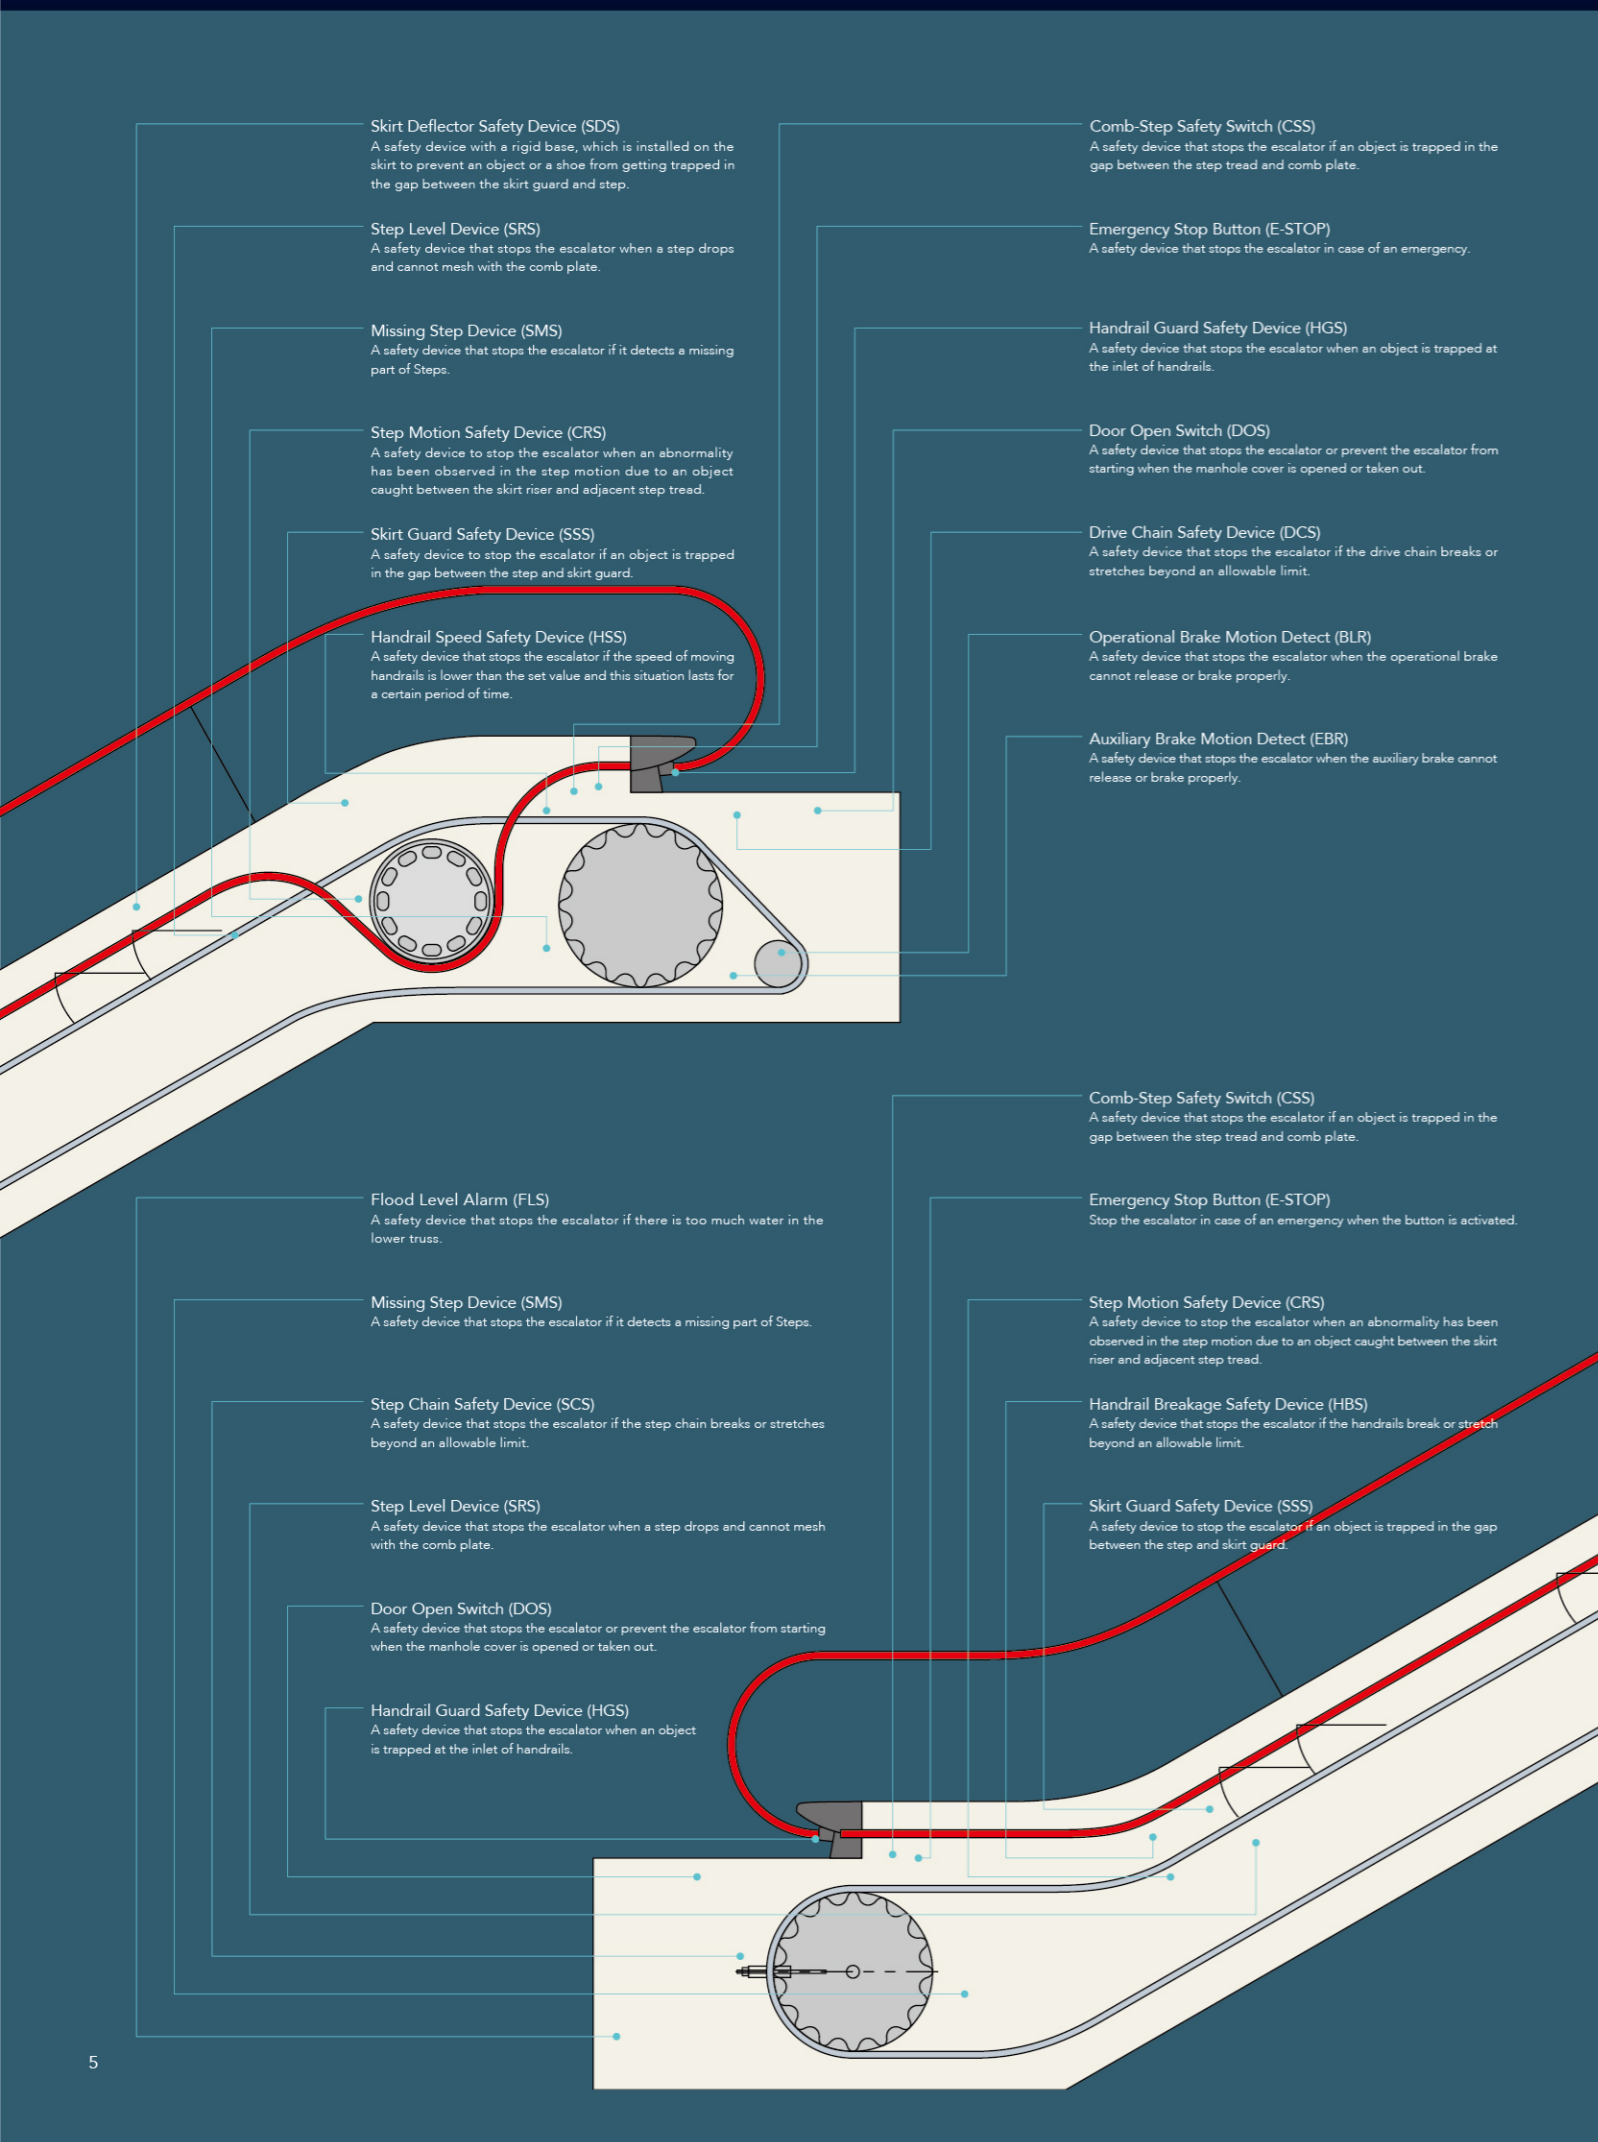 Skirt Deflector Safety Device (SDS)
A safety device with a rigid base, which is installed on the
skirt to prevent an object or a shoe from getting trapped in
the gap between the skirt guard and step.
Step Level Device (SRS)
A safety device that stops the escalator when a step drops
and cannot mesh with the comb plate.
Missing Step Device (SMS)
A safety device that stops the escalator if it detects a missing
part of Steps.
Step Motion Safety Device (CRS)
A safety device to stop the escalator when an abnormality
has been observed in the step motion due to an object
caught between the skirt riser and adjacent step tread.
Skirt Guard Safety Device (SSS)
A safety device to stop the escalator if an object is trapped
in the gap between the step and skirt guard.
Handrail Speed Safety Device (HSS)
A safety device that stops the escalator if the speed of moving
handrails is lower than the set value and this situation lasts for
a certain period of time.
Comb-Step Safety Switch (CSS)
A safety device that stops the escalator if an object is trapped in the
gap between the step tread and comb plate.
Emergency Stop Button (E-STOP)
A safety device that stops the escalator in case of an emergency.
Handrail Guard Safety Device (HGS)
A safety device that stops the escalator when an object is trapped at
the inlet of handrails.
Door Open Switch (DOS)
A safety device that stops the escalator or prevent the escalator from
starting when the manhole cover is opened or taken out.
Drive Chain Safety Device (DCS)
A safety device that stops the escalator if the drive chain breaks or
stretches beyond an allowable limit.
Operational Brake Motion Detect (BLR)
A safety device that stops the escalator when the operational brake
cannot release or brake properly.
Auxiliary Brake Motion Detect (EBR)
A safety device that stops the escalator when the auxiliary brake cannot
release or brake properly.
Flood Level Alarm (FLS)
A safety device that stops the escalator if there is too much water in the
lower truss.
Missing Step Device (SMS)
A safety device that stops the escalator if it detects a missing part of Steps.
Step Chain Safety Device (SCS)
A safety device that stops the escalator if the step chain breaks or stretches
beyond an allowable limit.
Step Level Device (SRS)
A safety device that stops the escalator when a step drops and cannot mesh
with the comb plate.
Door Open Switch (DOS)
A safety device that stops the escalator or prevent the escalator from starting
when the manhole cover is opened or taken out.
Handrail Guard Safety Device (HGS)
A safety device that stops the escalator when an object
is trapped at the inlet of handrails.
Comb-Step Safety Switch (CSS)
A safety device that stops the escalator if an object is trapped in the
gap between the step tread and comb plate.
Emergency Stop Button (E-STOP)
Stop the escalator in case of an emergency when the button is activated.
Step Motion Safety Device (CRS)
A safety device to stop the escalator when an abnormality has been
observed in the step motion due to an object caught between the skirt
riser and adjacent step tread.
Handrail Breakage Safety Device (HBS)
A safety device that stops the escalator if the handrails break or stretch
beyond an allowable limit.
Skirt Guard Safety Device (SSS)
A safety device to stop the escalator if an object is trapped in the gap
between the step and skirt guard.
5